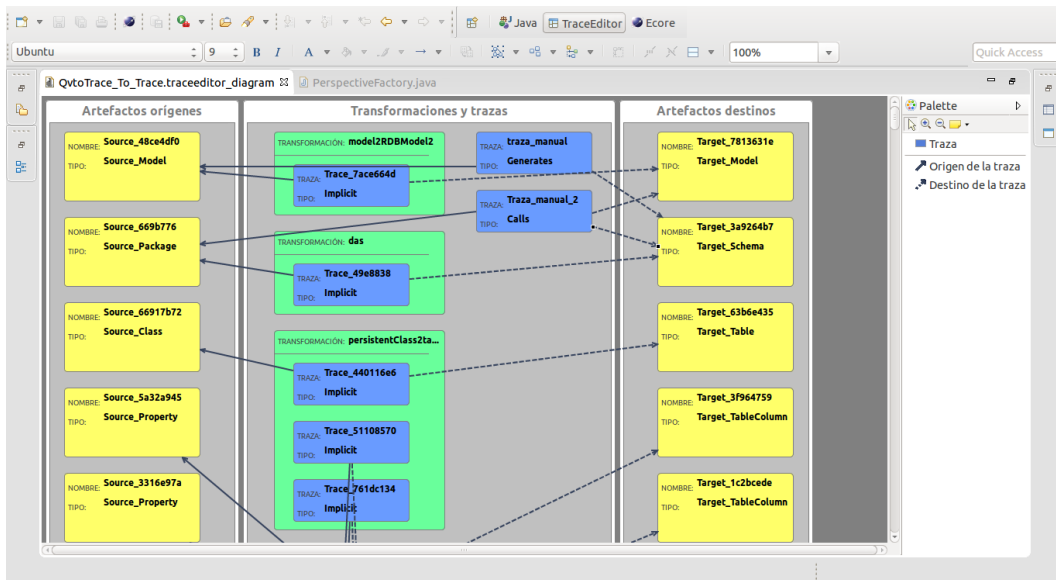 Java
TraceEditor
Ecore
Ubuntu
9
B I A
100%
Quick Access
QvtoTrace_To_Trace.traceeditor_diagram
PerspectiveFactory.java
Artefactos orígenes
Transformaciones y trazas
Artefactos destinos
Palette
Traza
Origen de la traza
Destino de la traza
NOMBRE: Source_48ce4df0
TIPO: Source_Model
NOMBRE: Source_669b776
TIPO: Source_Package
NOMBRE: Source_66917b72
TIPO: Source_Class
NOMBRE: Source_5a32a945
TIPO: Source_Property
NOMBRE: Source_3316e97a
TIPO: Source_Property
TRANSFORMACIÓN: model2RDBModel2
TRAZA: Trace_7ace664d
TIPO: Implicit
TRAZA: traza_manual
TIPO: Generates
TRAZA: Traza_manual_2
TIPO: Calls
TRANSFORMACIÓN: das
TRAZA: Trace_49e8838
TIPO: Implicit
TRANSFORMACIÓN: persistentClass2ta...
TRAZA: Trace_440116e6
TIPO: Implicit
TRAZA: Trace_51108570
TIPO: Implicit
TRAZA: Trace_761dc134
TIPO: Implicit
NOMBRE: Target_7813631e
TIPO: Target_Model
NOMBRE: Target_3a9264b7
TIPO: Target_Schema
NOMBRE: Target_63b6e435
TIPO: Target_Table
NOMBRE: Target_3f964759
TIPO: Target_TableColumn
NOMBRE: Target_1c2bcede
TIPO: Target_TableColumn